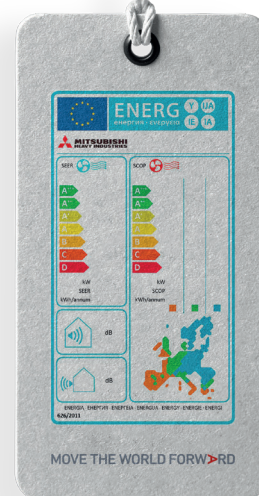 ENERG Y IJA
енергия · ενεργεια IE IA
MITSUBISHI
HEAVY INDUSTRIES
SEER SCOP
A
A
A
A
B
C
D
A
A
A
A
B
C
D
kW
SEER
kWh/annum
kW
SCOP
kWh/annum
dB
dB
ENERGIA · ЕНЕРГИЯ · ΕΝΕΡΓΕΙΑ · ENERGIJA · ENERGY · ENERGIE · ENERGI
626/2011
MOVE THE WORLD FORWARD